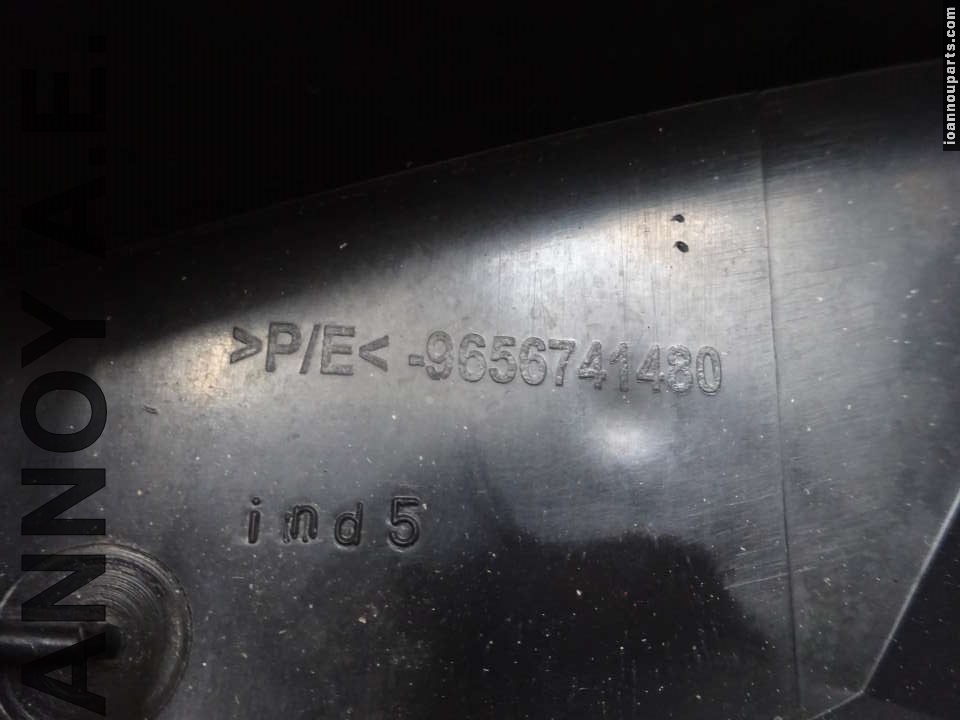 >P/E< -9656741480
ind 5
ANNOY A.E.
ioannouparts.com